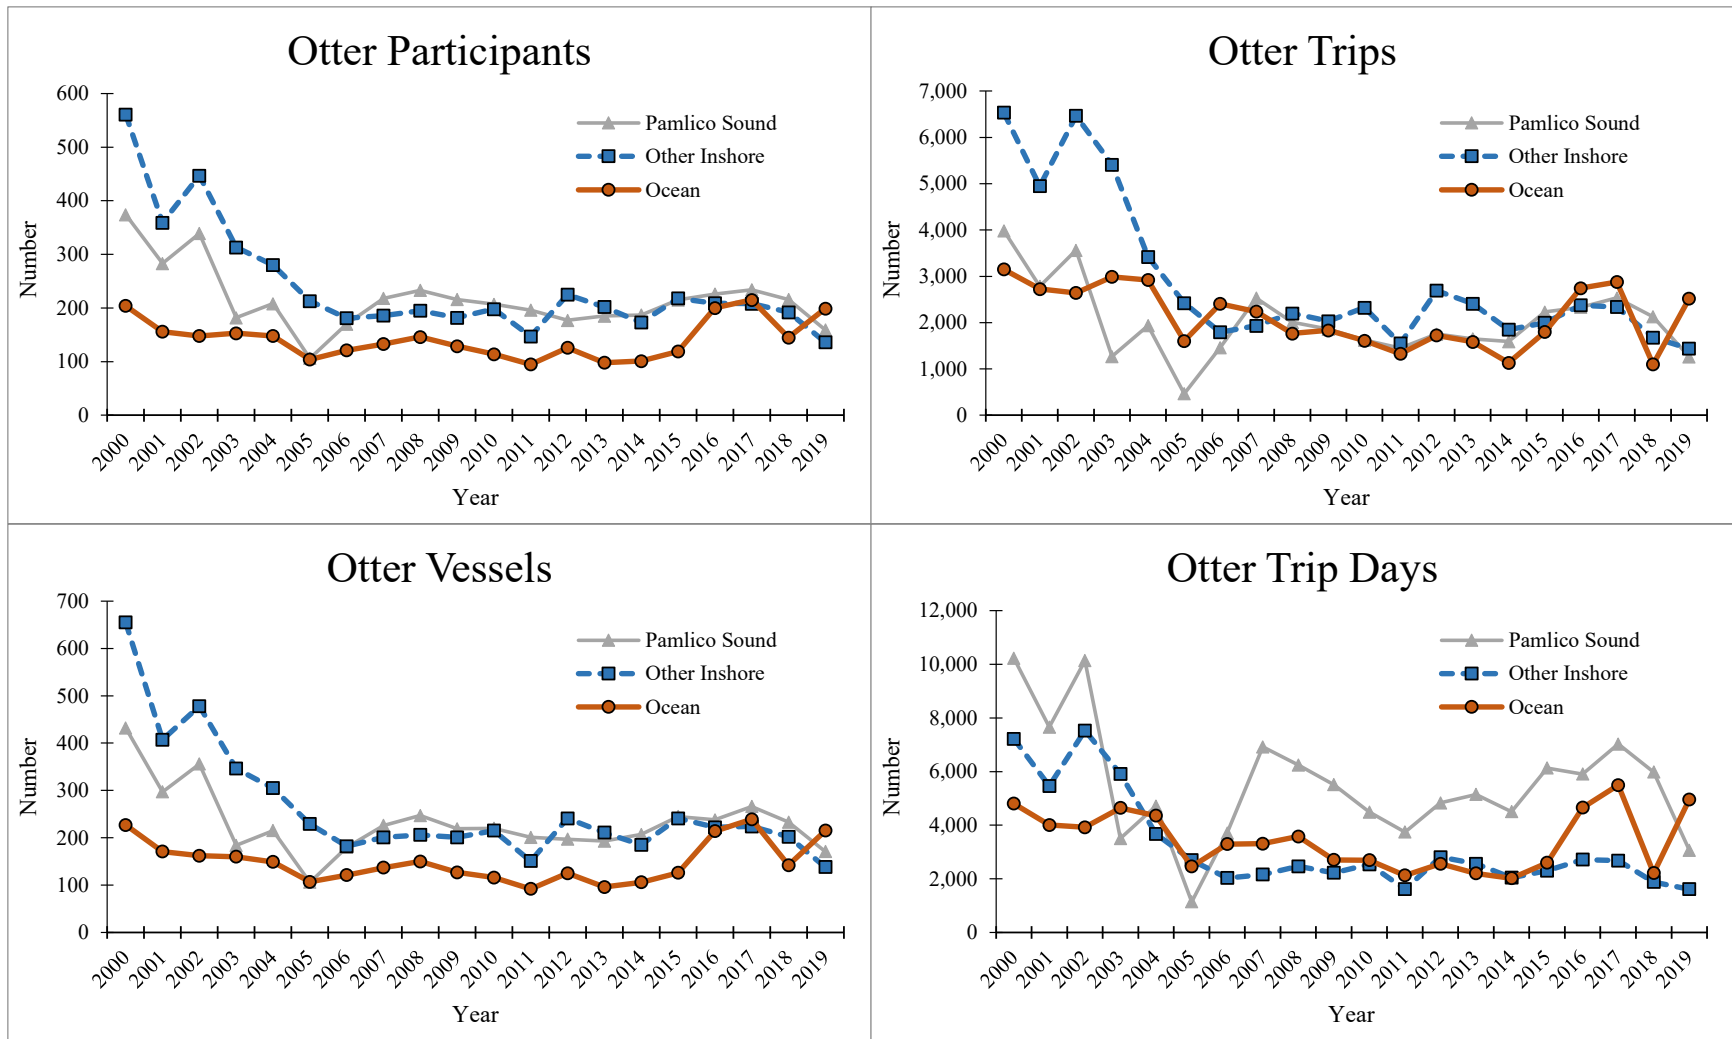 Otter Participants
600
500
400
300
200
100
0
Number
Pamlico Sound
Other Inshore
Ocean
2000 2001 2002 2003 2004 2005 2006 2007 2008 2009 2010 2011 2012 2013 2014 2015 2016 2017 2018 2019
Year
Otter Trips
7,000
6,000
5,000
4,000
3,000
2,000
1,000
0
Number
Pamlico Sound
Other Inshore
Ocean
2000 2001 2002 2003 2004 2005 2006 2007 2008 2009 2010 2011 2012 2013 2014 2015 2016 2017 2018 2019
Year
Otter Vessels
700
600
500
400
300
200
100
0
Number
Pamlico Sound
Other Inshore
Ocean
2000 2001 2002 2003 2004 2005 2006 2007 2008 2009 2010 2011 2012 2013 2014 2015 2016 2017 2018 2019
Year
Otter Trip Days
12,000
10,000
8,000
6,000
4,000
2,000
0
Number
Pamlico Sound
Other Inshore
Ocean
2000 2001 2002 2003 2004 2005 2006 2007 2008 2009 2010 2011 2012 2013 2014 2015 2016 2017 2018 2019
Year